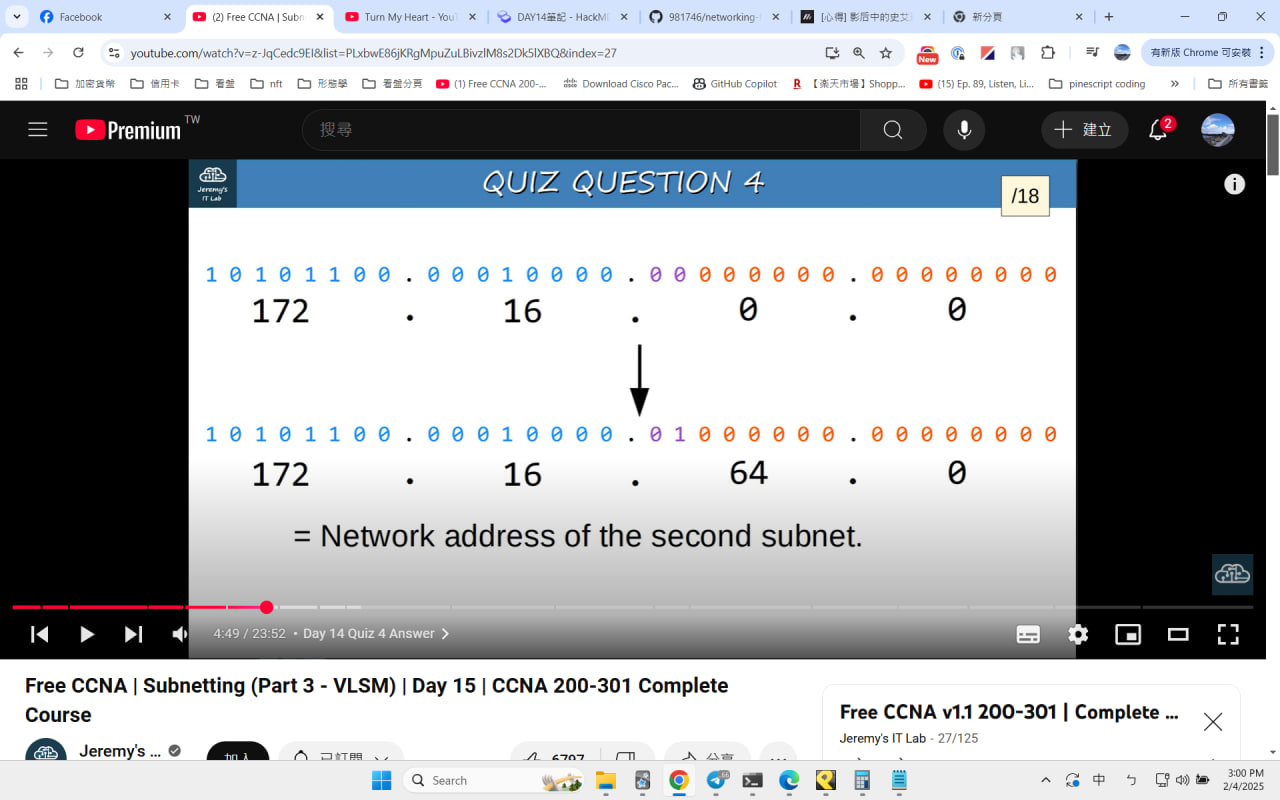 Facebook
(2) Free CCNA | Subn
Turn My Heart - YouT
DAY14筆記 - HackMD
981746/networking-
[心得] 影后中的史艾
新分頁
youtube.com/watch?v=z-JqCedc9EI&list=PLxbwE86jKRgMpuZuLBivzlM8s2Dk5lXBQ&index=27
New
有新版 Chrome 可安裝
加密貨幣
信用卡
看盤
nft
形態學
看盤分頁
(1) Free CCNA 200-...
Download Cisco Pac...
GitHub Copilot
【楽天市場】Shopp...
(15) Ep. 89, Listen, Li...
pinescript coding
»
所有書籤
Premium TW
搜尋
建立
2
Jeremy's
IT Lab
QUIZ QUESTION 4
/18
1 0 1 0 1 1 0 0 . 0 0 0 1 0 0 0 0 . 0 0 0 0 0 0 0 0 . 0 0 0 0 0 0 0 0
172 . 16 . 0 . 0
1 0 1 0 1 1 0 0 . 0 0 0 1 0 0 0 0 . 0 1 0 0 0 0 0 0 . 0 0 0 0 0 0 0 0
172 . 16 . 64 . 0
= Network address of the second subnet.
4:49 / 23:52 • Day 14 Quiz 4 Answer
Free CCNA | Subnetting (Part 3 - VLSM) | Day 15 | CCNA 200-301 Complete
Course
Jeremy's ...
加入
已訂閱
6797
分享
Free CCNA v1.1 200-301 | Complete ...
Jeremy's IT Lab - 27/125
Search
中
ㄅ
3:00 PM
2/4/2025